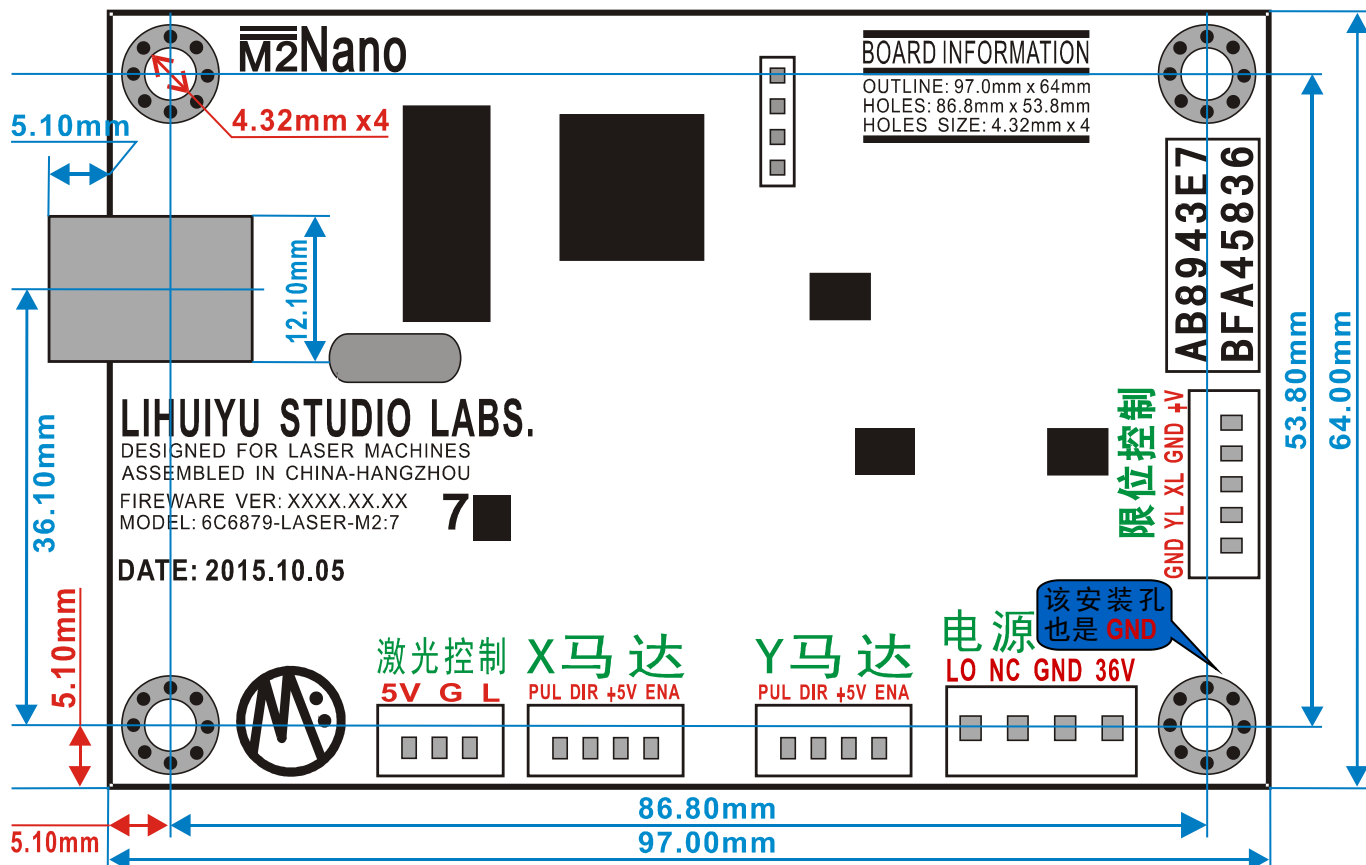 M2Nano
BOARD INFORMATION
OUTLINE: 97.0mm x 64mm
HOLES: 86.8mm x 53.8mm
HOLES SIZE: 4.32mm x 4
4.32mm x4
5.10mm
12.10mm
AB8943E7
BFA45836
53.80mm
64.00mm
LIHUIYU STUDIO LABS.
DESIGNED FOR LASER MACHINES
ASSEMBLED IN CHINA-HANGZHOU
FIREWARE VER: XXXX.XX.XX
MODEL: 6C6879-LASER-M2:7
7
DATE: 2015.10.05
36.10mm
5.10mm
限位控制
GND YL XL GND +V
该安装孔
也是 GND
激光控制
5V G L
X马达
PUL DIR +5V ENA
Y马达
PUL DIR +5V ENA
电源
LO NC GND 36V
M
86.80mm
5.10mm
97.00mm